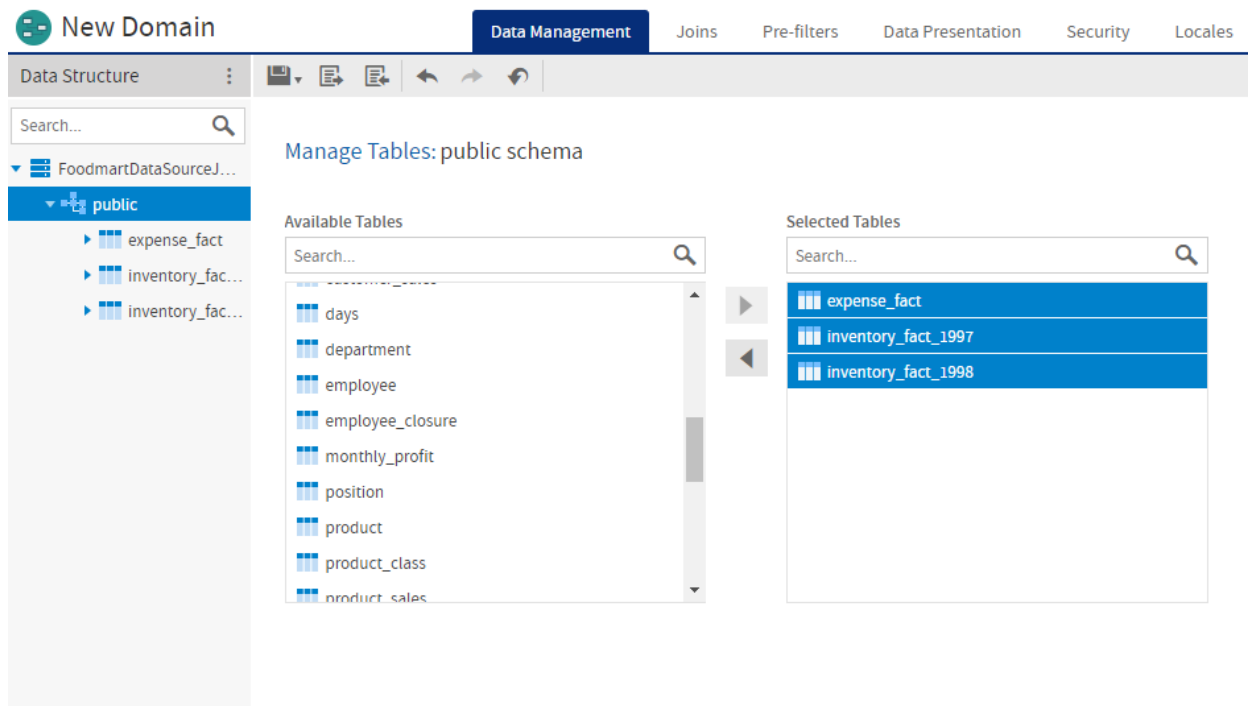 New Domain
Data Management Joins Pre-filters Data Presentation Security Locales
Data Structure
Search...
FoodmartDataSourceJ...
public
expense_fact
inventory_fac...
inventory_fac...
Manage Tables: public schema
Available Tables
Search...
customer_sales
days
department
employee
employee_closure
monthly_profit
position
product
product_class
product_sales
Selected Tables
Search...
expense_fact
inventory_fact_1997
inventory_fact_1998